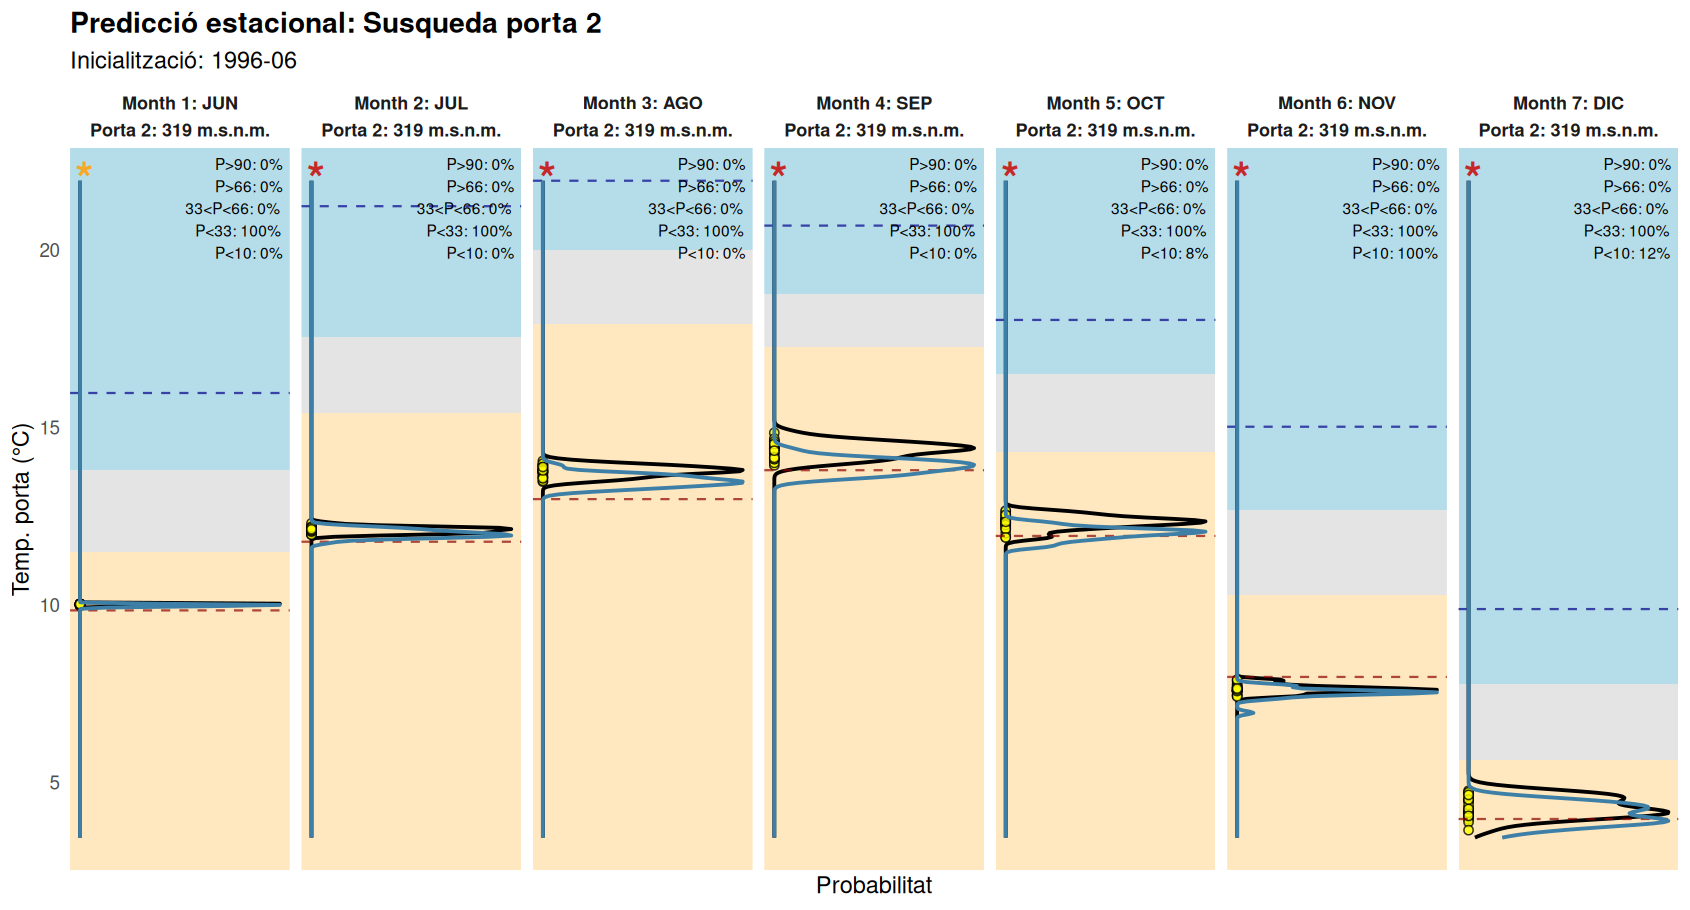 Predicció estacional: Susqueda porta 2
Inicialització: 1996-06
Month 1: JUN
Porta 2: 319 m.s.n.m.
Month 2: JUL
Porta 2: 319 m.s.n.m.
Month 3: AGO
Porta 2: 319 m.s.n.m.
Month 4: SEP
Porta 2: 319 m.s.n.m.
Month 5: OCT
Porta 2: 319 m.s.n.m.
Month 6: NOV
Porta 2: 319 m.s.n.m.
Month 7: DIC
Porta 2: 319 m.s.n.m.
*
P>90: 0%
P>66: 0%
33<P<66: 0%
P<33: 100%
P<10: 0%
*
P>90: 0%
P>66: 0%
33<P<66: 0%
P<33: 100%
P<10: 0%
*
P>90: 0%
P>66: 0%
33<P<66: 0%
P<33: 100%
P<10: 0%
*
P>90: 0%
P>66: 0%
33<P<66: 0%
P<33: 100%
P<10: 0%
*
P>90: 0%
P>66: 0%
33<P<66: 0%
P<33: 100%
P<10: 8%
*
P>90: 0%
P>66: 0%
33<P<66: 0%
P<33: 100%
P<10: 100%
*
P>90: 0%
P>66: 0%
33<P<66: 0%
P<33: 100%
P<10: 12%
20
15
10
5
Temp. porta (°C)
Probabilitat